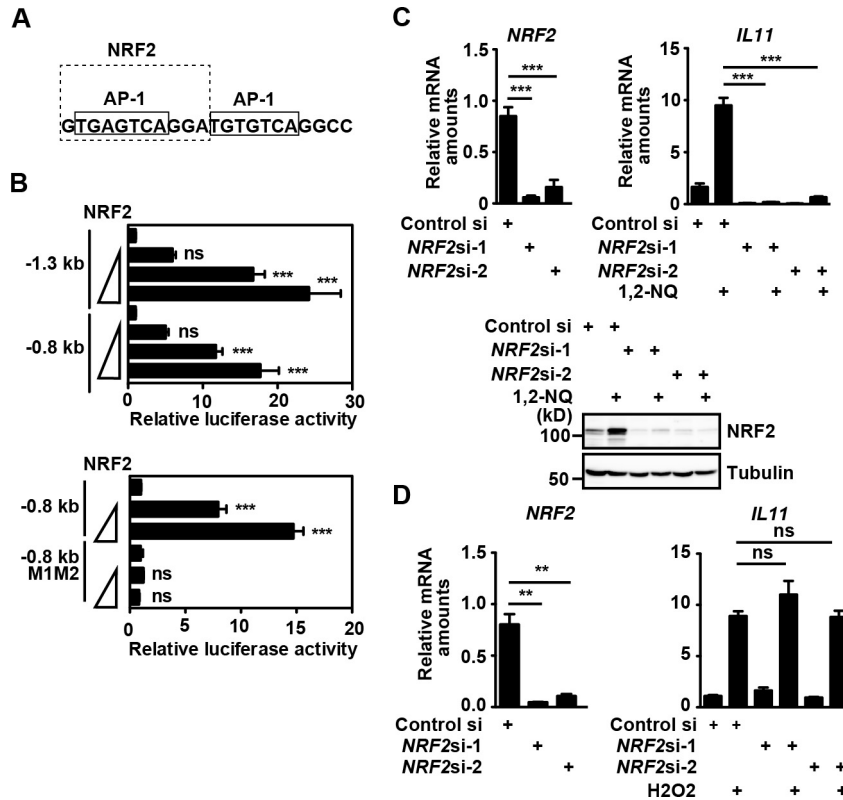 A
NRF2
AP-1 AP-1
GTGAGTCAGGATGTGTCAGGCC
B
NRF2
-1.3 kb
ns
***
***
-0.8 kb
ns
***
***
0 10 20 30
Relative luciferase activity
NRF2
-0.8 kb
***
***
-0.8 kb
M1M2
ns
ns
0 5 10 15 20
Relative luciferase activity
C
NRF2
Relative mRNA
amounts
1.5
1.0
0.5
0
***
***
Control si +
NRF2si-1 +
NRF2si-2 +
IL11
Relative mRNA
amounts
15
10
5
0
***
***
Control si + +
NRF2si-1 + +
NRF2si-2 + +
1,2-NQ + + +
Control si + +
NRF2si-1 + +
NRF2si-2 + +
1,2-NQ + + +
(kD)
100 NRF2
50 Tubulin
D
NRF2
Relative mRNA
amounts
1.5
1.0
0.5
0.0
**
**
Control si +
NRF2si-1 +
NRF2si-2 +
IL11
15
10
5
0
ns
ns
Control si + +
NRF2si-1 + +
NRF2si-2 + +
H2O2 + + +